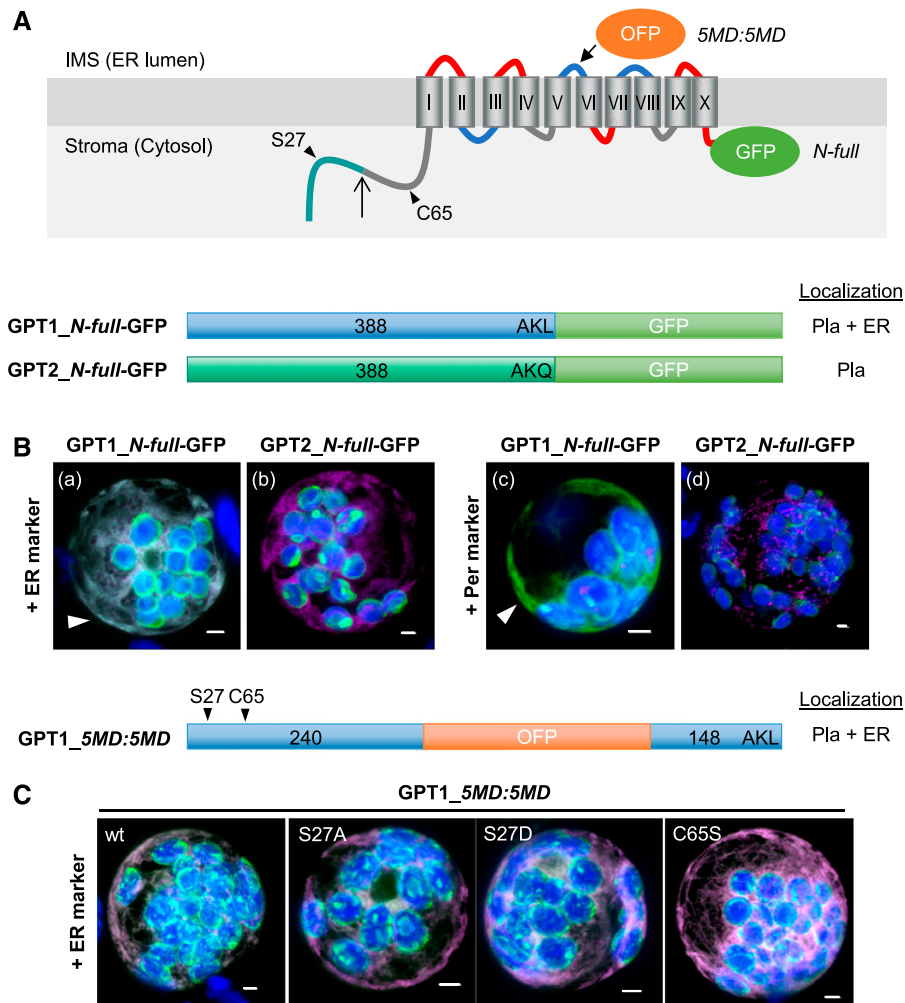 A
OFP
5MD:5MD
IMS (ER lumen)
I II III IV V VI VII VIII IX X
Stroma (Cytosol)
S27
GFP
N-full
C65
Localization
GPT1_N-full-GFP 388 AKL GFP Pla + ER
GPT2_N-full-GFP 388 AKQ GFP Pla
B
GPT1_N-full-GFP GPT2_N-full-GFP GPT1_N-full-GFP GPT2_N-full-GFP
+ ER marker
(a) (b)
+ Per marker
(c) (d)
S27 C65
Localization
GPT1_5MD:5MD 240 OFP 148 AKL Pla + ER
C
GPT1_5MD:5MD
+ ER marker
wt S27A S27D C65S